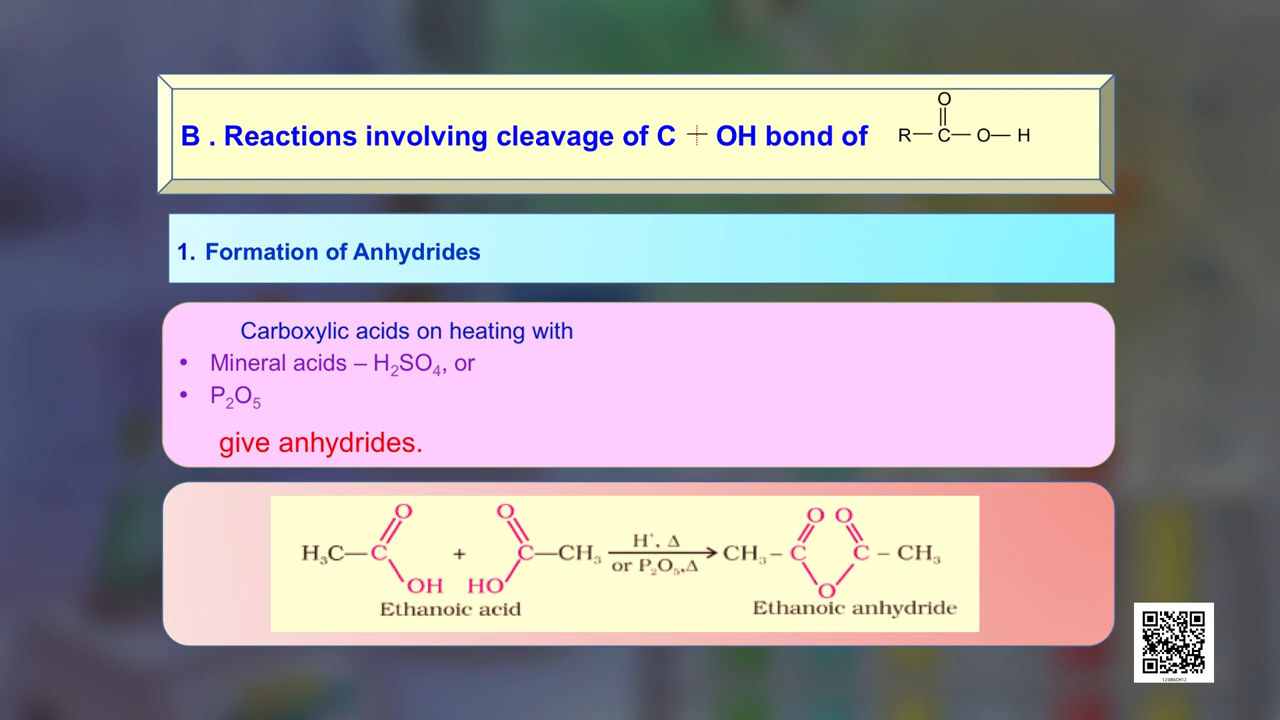 B . Reactions involving cleavage of C + OH bond of
O
R — C — O — H
1. Formation of Anhydrides
Carboxylic acids on heating with
• Mineral acids – H₂SO₄, or
• P₂O₅
give anhydrides.
O O O O
H₃C—C + C—CH₃ H⁺, Δ CH₃ – C C – CH₃
or P₂O₅,Δ
OH HO O
Ethanoic acid Ethanoic anhydride